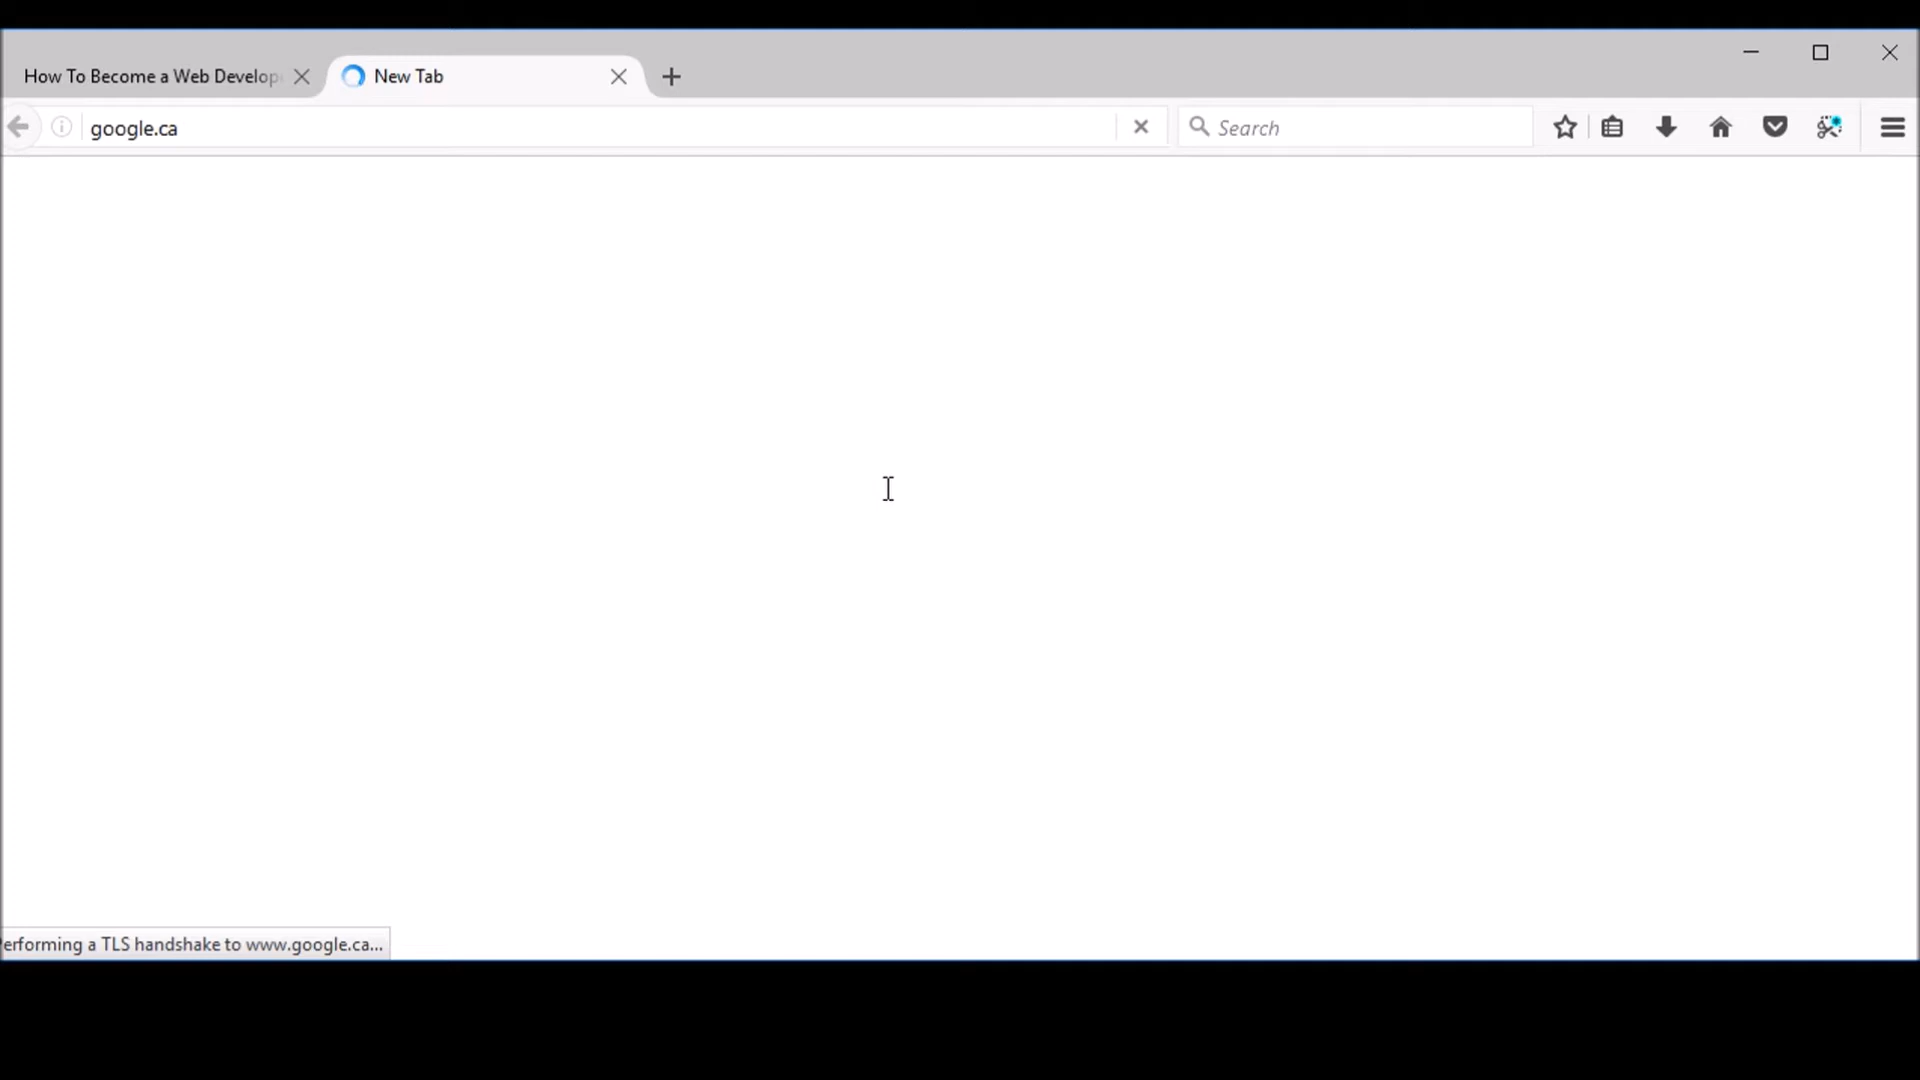 How To Become a Web Develop
New Tab
google.ca
Search
erforming a TLS handshake to www.google.ca...